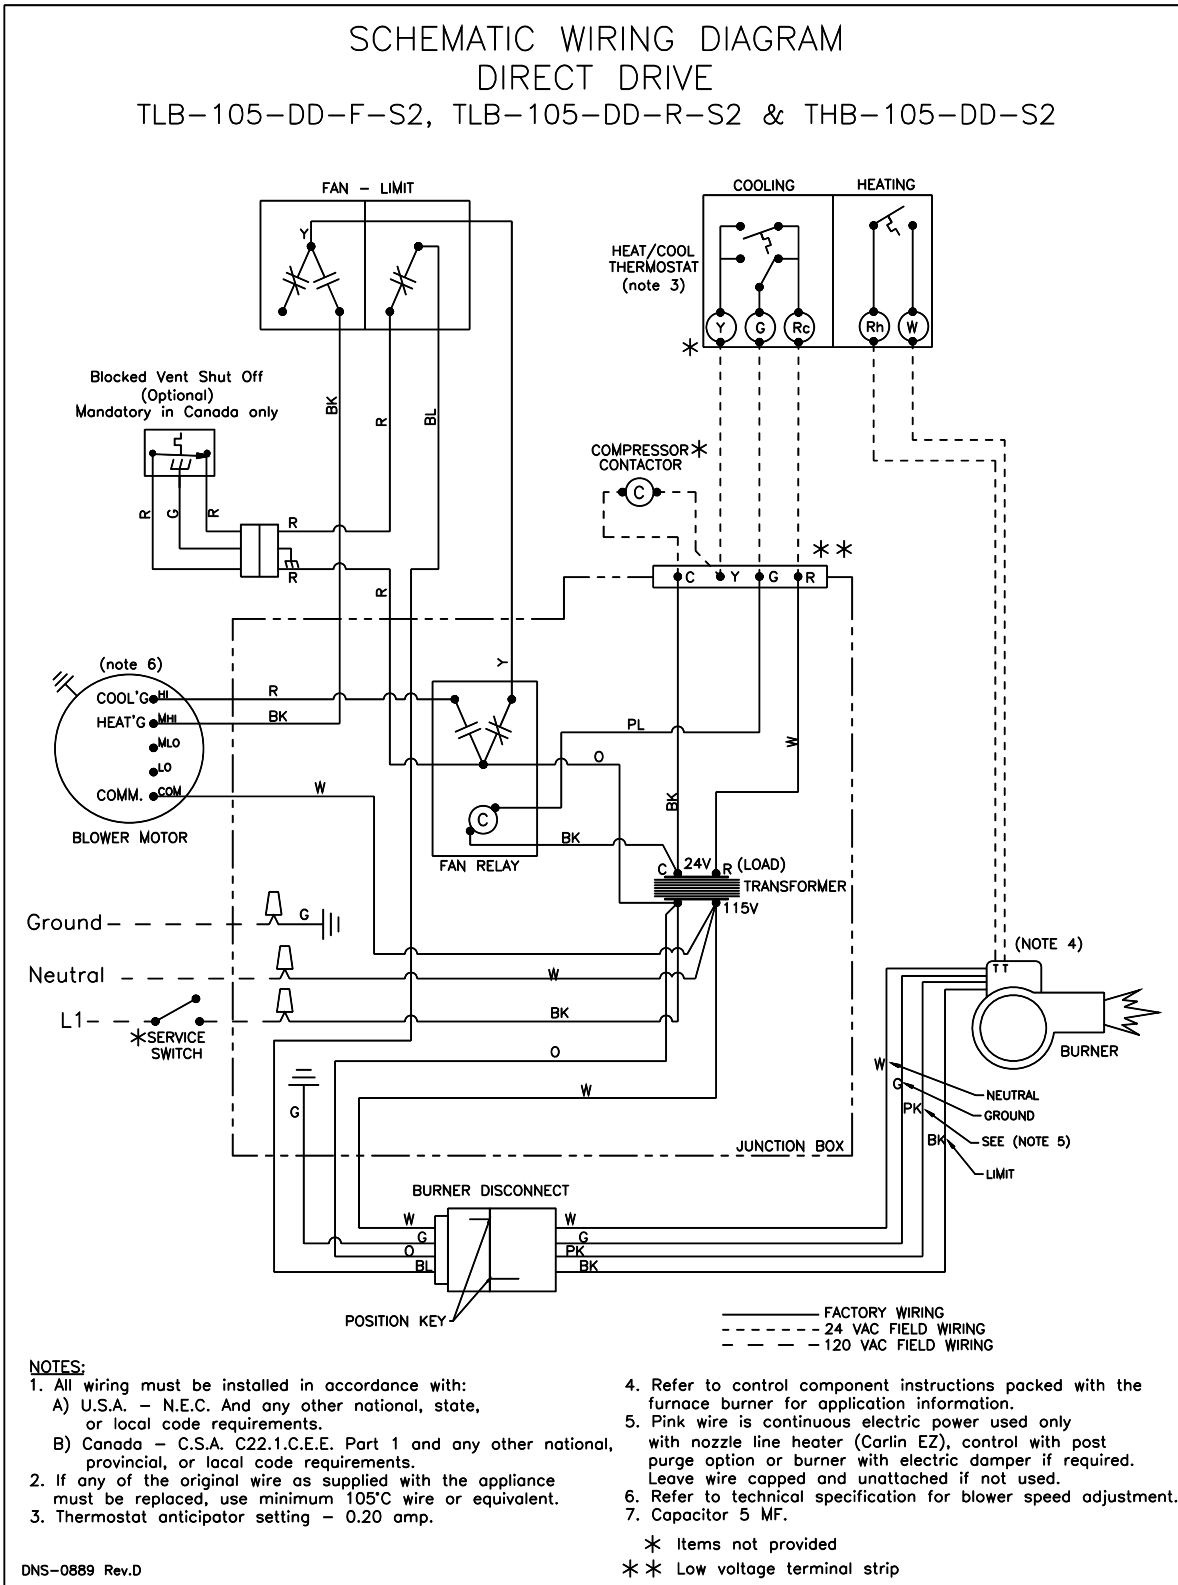 SCHEMATIC WIRING DIAGRAM
DIRECT DRIVE
TLB-105-DD-F-S2, TLB-105-DD-R-S2 & THB-105-DD-S2
FAN - LIMIT
COOLING
HEATING
Y
HEAT/COOL
THERMOSTAT
(note 3)
Y
G
Rc
Rh
W
*
Blocked Vent Shut Off
(Optional)
Mandatory in Canada only
BK
R
BL
COMPRESSOR*
CONTACTOR
C
R
G
R
R
R
R
* *
C
Y
G
R
(note 6)
COOL'G
HI
HEAT'G
MHI
MLO
LO
COMM.
COM
BLOWER MOTOR
R
BK
W
Y
PL
O
W
BK
C
BK
FAN RELAY
C
24V
R
(LOAD)
TRANSFORMER
115V
Ground
G
Neutral
W
L1
BK
*SERVICE
SWITCH
O
W
G
JUNCTION BOX
(NOTE 4)
BURNER
W
NEUTRAL
G
GROUND
PK
SEE (NOTE 5)
BK
LIMIT
BURNER DISCONNECT
W
G
O
BL
W
G
PK
BK
POSITION KEY
FACTORY WIRING
24 VAC FIELD WIRING
120 VAC FIELD WIRING
NOTES:
1. All wiring must be installed in accordance with:
A) U.S.A. - N.E.C. And any other national, state,
or local code requirements.
B) Canada - C.S.A. C22.1.C.E.E. Part 1 and any other national,
provincial, or lacal code requirements.
2. If any of the original wire as supplied with the appliance
must be replaced, use minimum 105°C wire or equivalent.
3. Thermostat anticipator setting - 0.20 amp.
4. Refer to control component instructions packed with the
furnace burner for application information.
5. Pink wire is continuous electric power used only
with nozzle line heater (Carlin EZ), control with post
purge option or burner with electric damper if required.
Leave wire capped and unattached if not used.
6. Refer to technical specification for blower speed adjustment.
7. Capacitor 5 MF.
* Items not provided
* * Low voltage terminal strip
DNS-0889 Rev.D